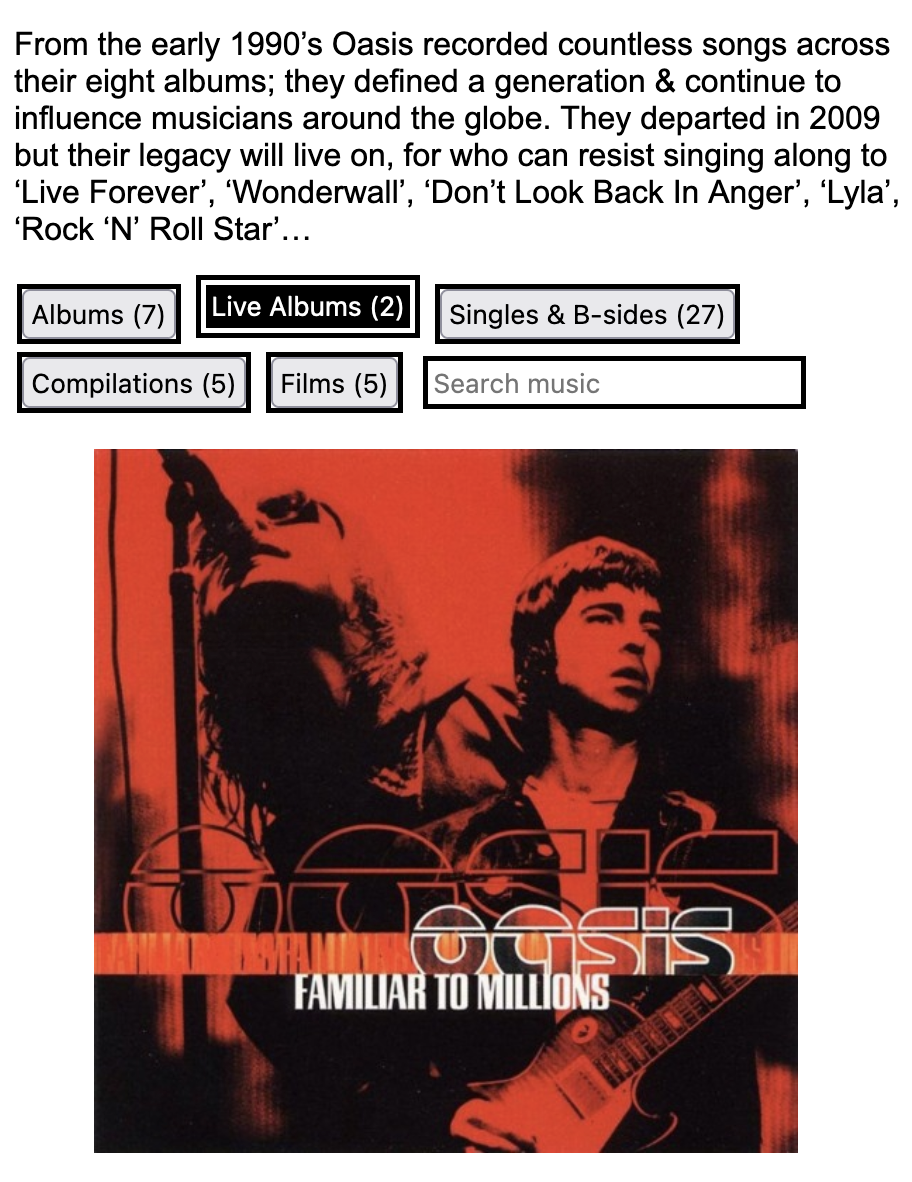 From the early 1990’s Oasis recorded countless songs across
their eight albums; they defined a generation & continue to
influence musicians around the globe. They departed in 2009
but their legacy will live on, for who can resist singing along to
‘Live Forever’, ‘Wonderwall’, ‘Don’t Look Back In Anger’, ‘Lyla’,
‘Rock ‘N’ Roll Star’…
Albums (7) Live Albums (2) Singles & B-sides (27)
Compilations (5) Films (5) Search music
oasis
oasis
FAMILIAR TO MILLIONS